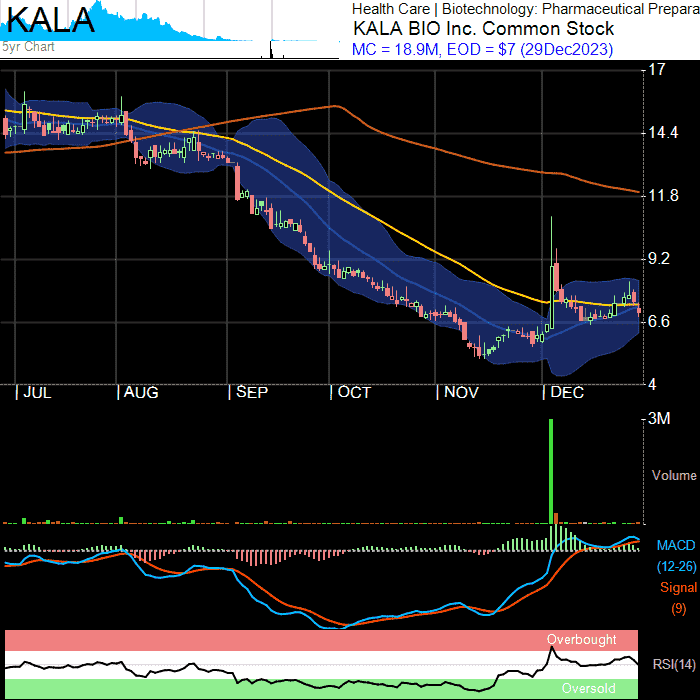 KALA
5yr Chart
Health Care | Biotechnology: Pharmaceutical Prepara
KALA BIO Inc. Common Stock
MC = 18.9M, EOD = $7 (29Dec2023)
17
14.4
11.8
9.2
6.6
4
JUL AUG SEP OCT NOV DEC
3M
Volume
MACD
(12-26)
Signal
(9)
Overbought
RSI(14)
Oversold